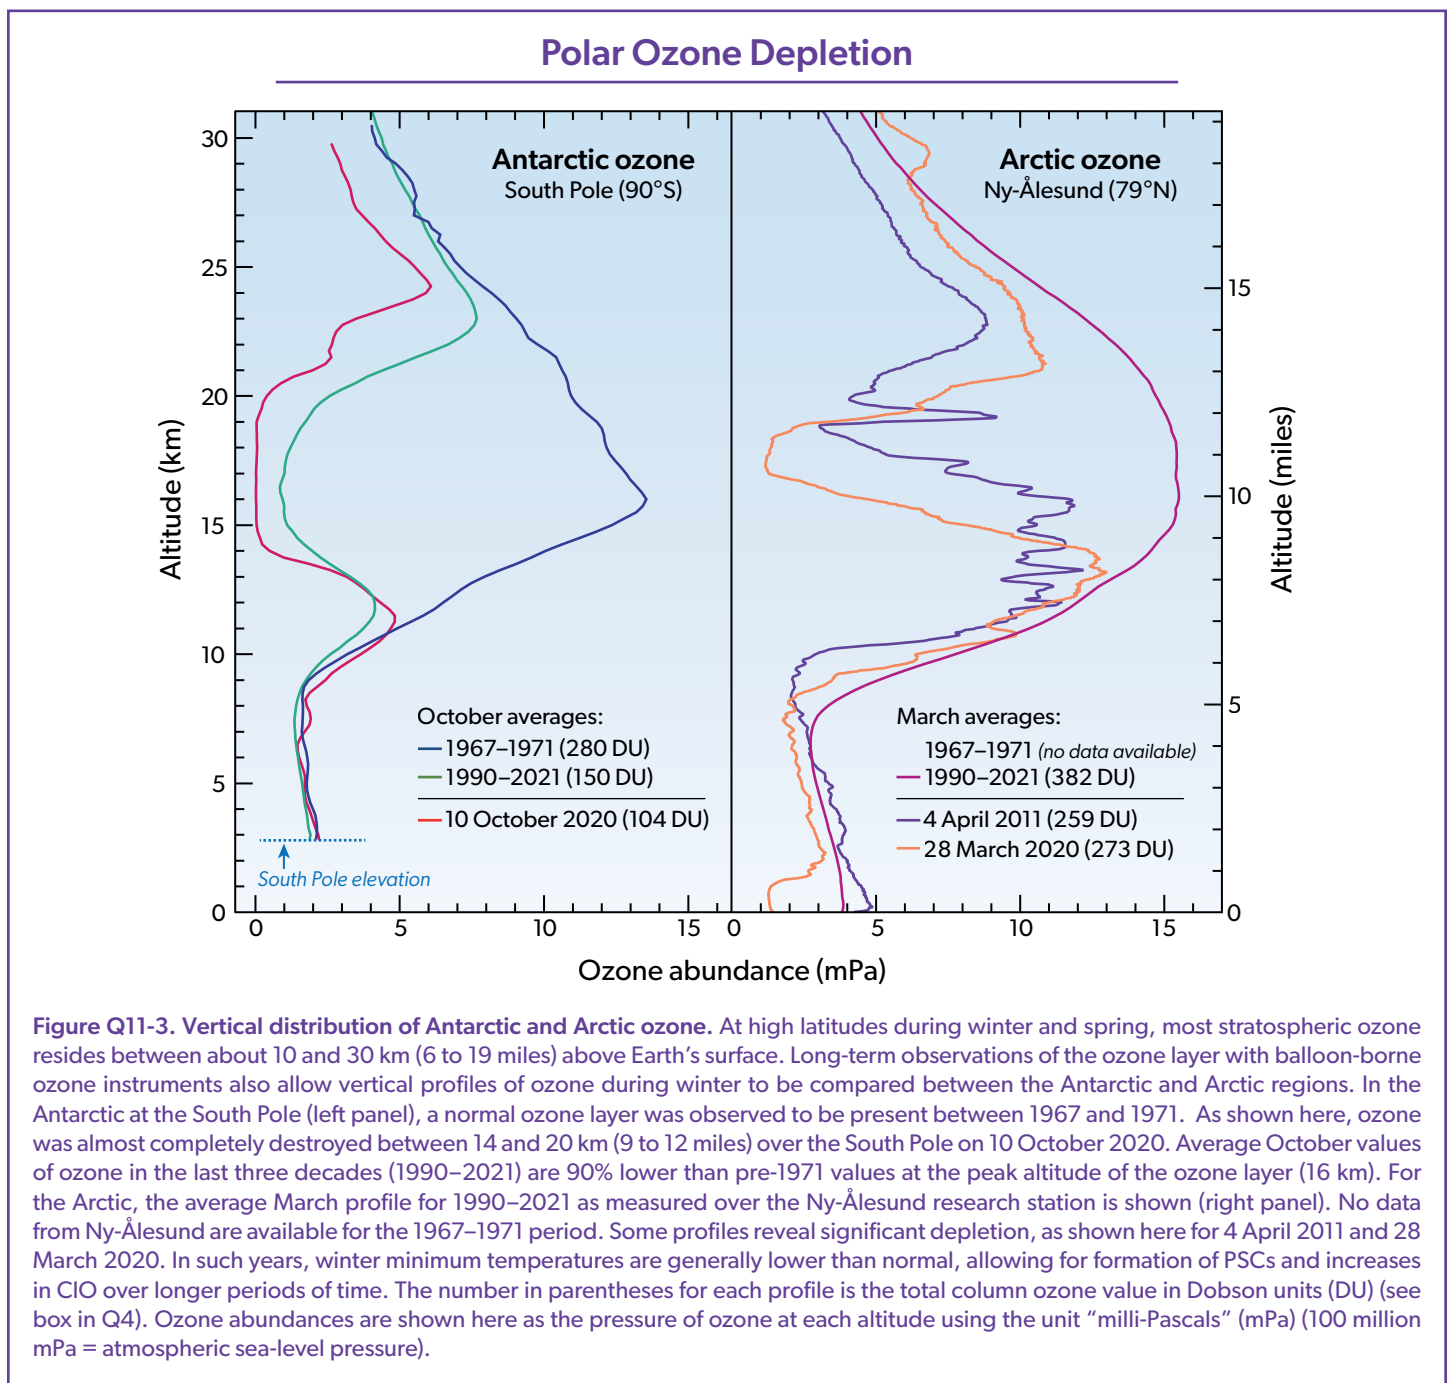 Polar Ozone Depletion
Antarctic ozone
South Pole (90°S)
Arctic ozone
Ny-Ålesund (79°N)
Altitude (km)
30
25
20
15
10
5
0
October averages:
1967–1971 (280 DU)
1990–2021 (150 DU)
10 October 2020 (104 DU)
South Pole elevation
March averages:
1967–1971 (no data available)
1990–2021 (382 DU)
4 April 2011 (259 DU)
28 March 2020 (273 DU)
15
10
5
0
Altitude (miles)
0 5 10 15 0 5 10 15
Ozone abundance (mPa)
Figure Q11-3. Vertical distribution of Antarctic and Arctic ozone. At high latitudes during winter and spring, most stratospheric ozone
resides between about 10 and 30 km (6 to 19 miles) above Earth's surface. Long-term observations of the ozone layer with balloon-borne
ozone instruments also allow vertical profiles of ozone during winter to be compared between the Antarctic and Arctic regions. In the
Antarctic at the South Pole (left panel), a normal ozone layer was observed to be present between 1967 and 1971. As shown here, ozone
was almost completely destroyed between 14 and 20 km (9 to 12 miles) over the South Pole on 10 October 2020. Average October values
of ozone in the last three decades (1990–2021) are 90% lower than pre-1971 values at the peak altitude of the ozone layer (16 km). For
the Arctic, the average March profile for 1990–2021 as measured over the Ny-Ålesund research station is shown (right panel). No data
from Ny-Ålesund are available for the 1967–1971 period. Some profiles reveal significant depletion, as shown here for 4 April 2011 and 28
March 2020. In such years, winter minimum temperatures are generally lower than normal, allowing for formation of PSCs and increases
in ClO over longer periods of time. The number in parentheses for each profile is the total column ozone value in Dobson units (DU) (see
box in Q4). Ozone abundances are shown here as the pressure of ozone at each altitude using the unit "milli-Pascals" (mPa) (100 million
mPa = atmospheric sea-level pressure).